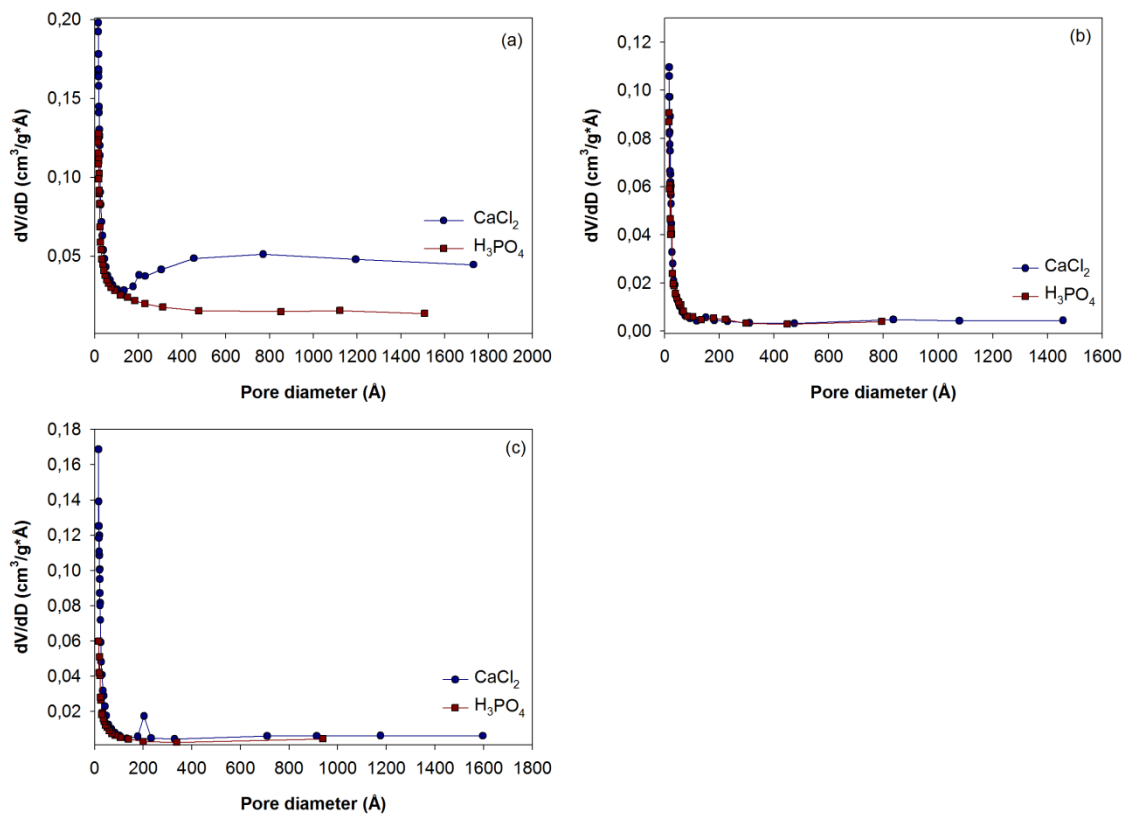 (a)
0,20
0,15
0,10
0,05
dV/dD (cm³/g*Å)
CaCl₂
H₃PO₄
0 200 400 600 800 1000 1200 1400 1600 1800 2000
Pore diameter (Å)
(b)
0,12
0,10
0,08
0,06
0,04
0,02
0,00
dV/dD (cm³/g*Å)
CaCl₂
H₃PO₄
0 200 400 600 800 1000 1200 1400 1600
Pore diameter (Å)
(c)
0,18
0,16
0,14
0,12
0,10
0,08
0,06
0,04
0,02
dV/dD (cm³/g*Å)
CaCl₂
H₃PO₄
0 200 400 600 800 1000 1200 1400 1600 1800
Pore diameter (Å)